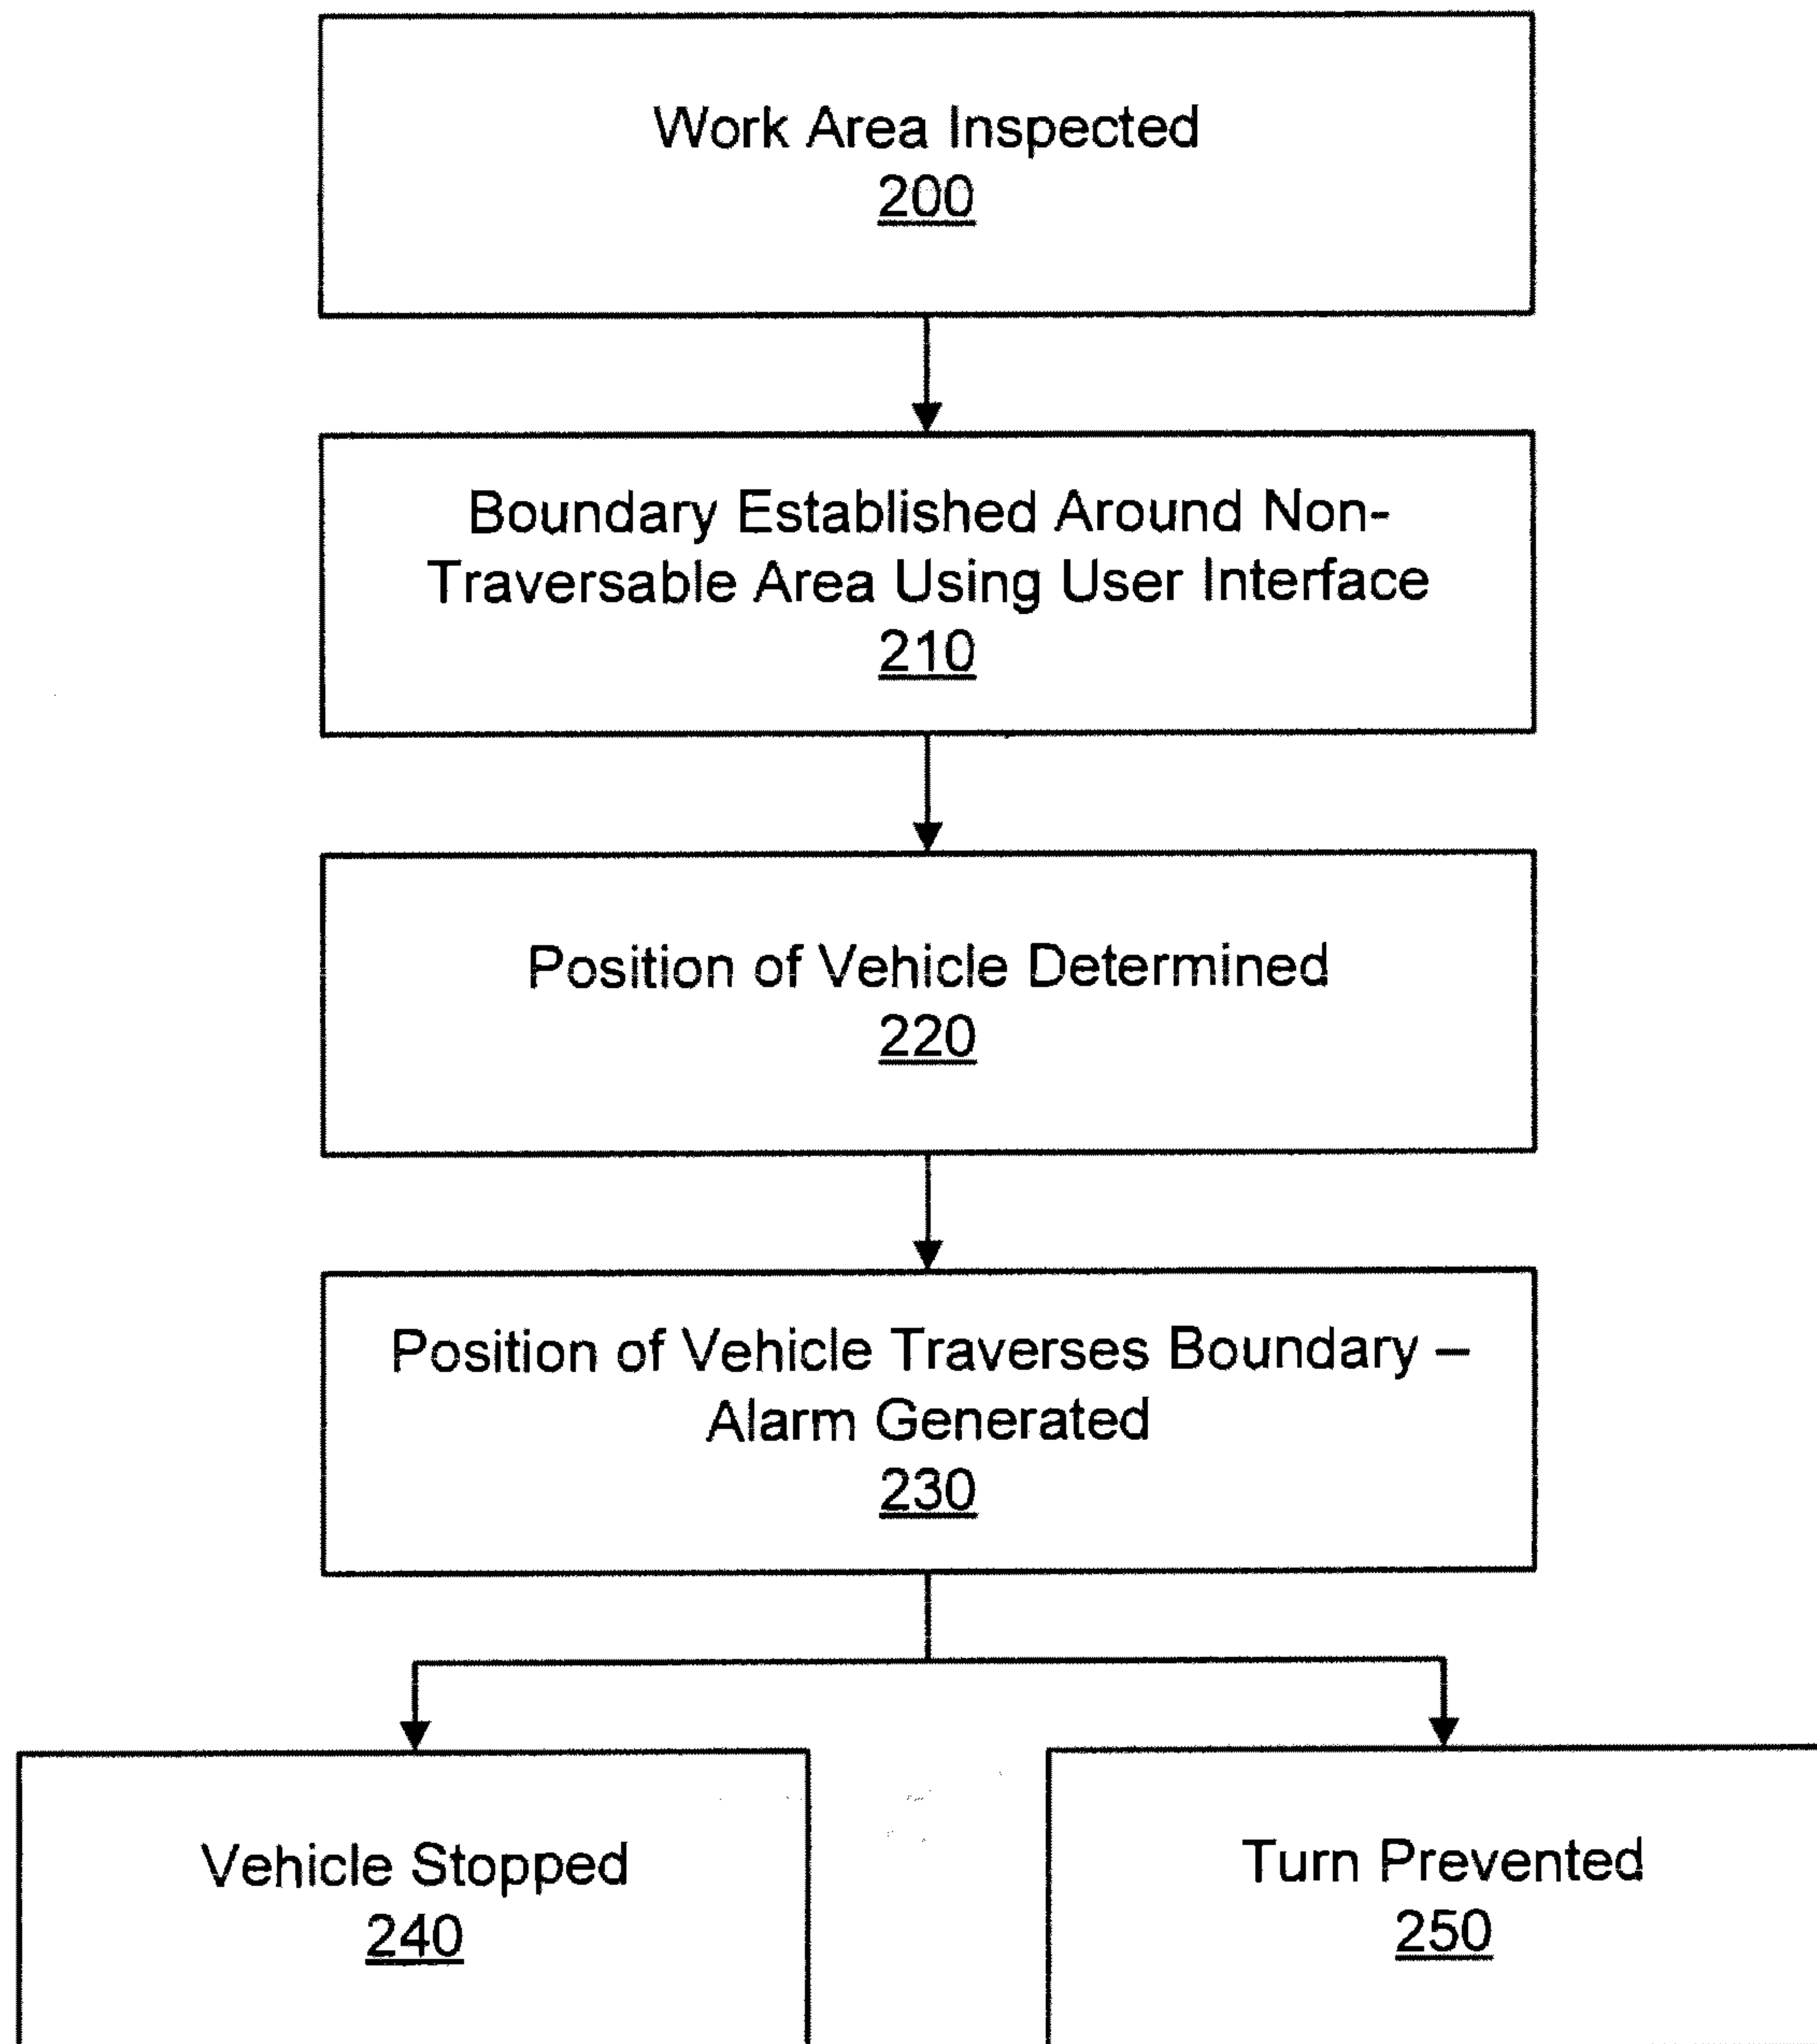 Work Area Inspected
200
Boundary Established Around Non-
Traversable Area Using User Interface
210
Position of Vehicle Determined
220
Position of Vehicle Traverses Boundary –
Alarm Generated
230
Vehicle Stopped
240
Turn Prevented
250